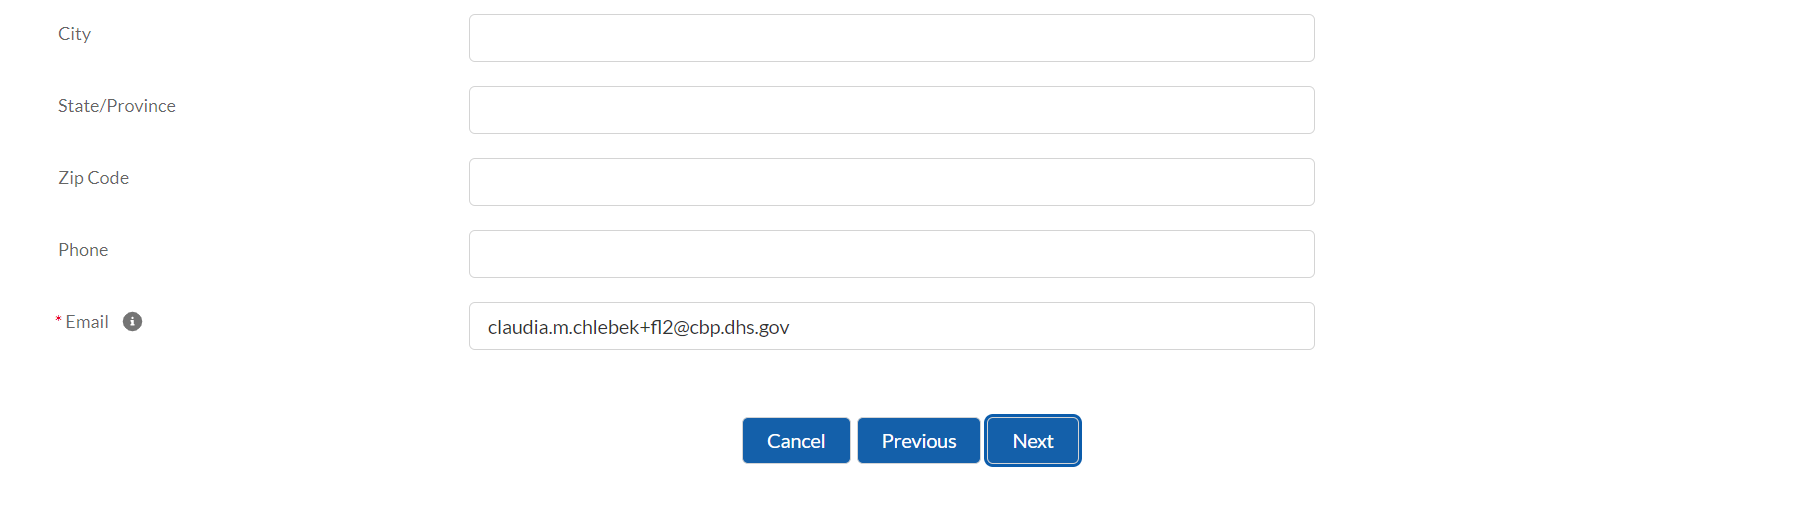 City
State/Province
Zip Code
Phone
* Email
claudia.m.chlebek+fl2@cbp.dhs.gov
Cancel Previous Next